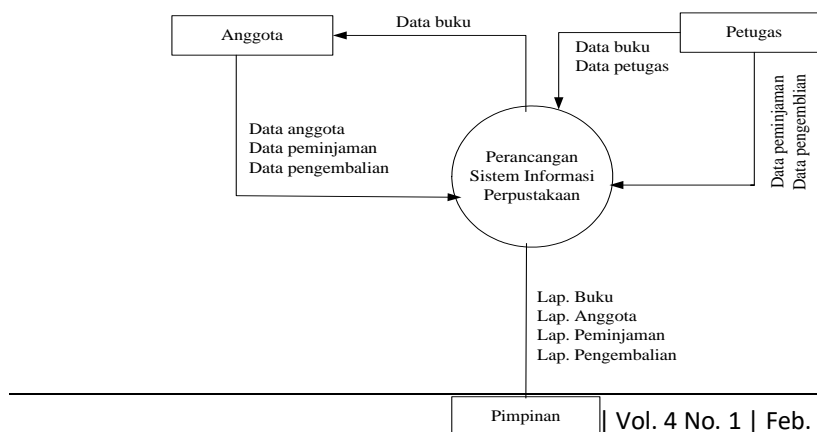 Anggota
Data buku
Petugas
Data buku
Data petugas
Data anggota
Data peminjaman
Data pengembalian
Perancangan
Sistem Informasi
Perpustakaan
Data peminjaman
Data pengemblian
Lap. Buku
Lap. Anggota
Lap. Peminjaman
Lap. Pengembalian
Pimpinan
| Vol. 4 No. 1 | Feb.